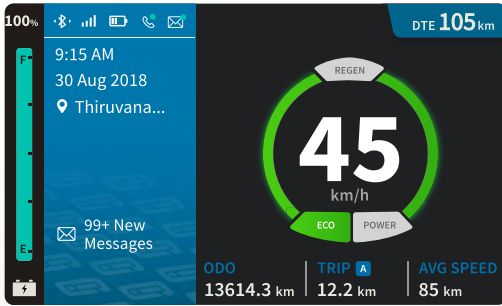 100%
DTE 105 km
F
9:15 AM
30 Aug 2018
Thiruvana...
REGEN
45
km/h
99+ New
Messages
ECO
POWER
E
ODO
13614.3 km
TRIP A
12.2 km
AVG SPEED
85 km